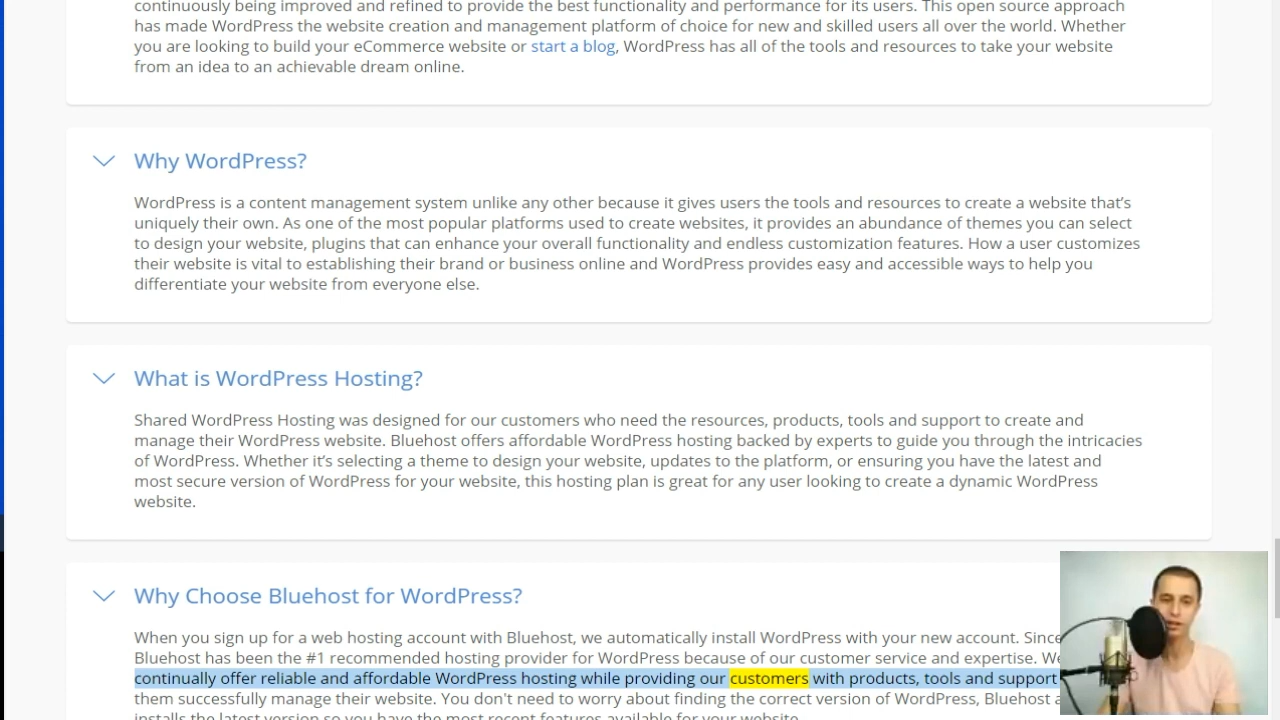 continuously being improved and refined to provide the best functionality and performance for its users. This open source approach
has made WordPress the website creation and management platform of choice for new and skilled users all over the world. Whether
you are looking to build your eCommerce website or start a blog, WordPress has all of the tools and resources to take your website
from an idea to an achievable dream online.
Why WordPress?
WordPress is a content management system unlike any other because it gives users the tools and resources to create a website that's
uniquely their own. As one of the most popular platforms used to create websites, it provides an abundance of themes you can select
to design your website, plugins that can enhance your overall functionality and endless customization features. How a user customizes
their website is vital to establishing their brand or business online and WordPress provides easy and accessible ways to help you
differentiate your website from everyone else.
What is WordPress Hosting?
Shared WordPress Hosting was designed for our customers who need the resources, products, tools and support to create and
manage their WordPress website. Bluehost offers affordable WordPress hosting backed by experts to guide you through the intricacies
of WordPress. Whether it's selecting a theme to design your website, updates to the platform, or ensuring you have the latest and
most secure version of WordPress for your website, this hosting plan is great for any user looking to create a dynamic WordPress
website.
Why Choose Bluehost for WordPress?
When you sign up for a web hosting account with Bluehost, we automatically install WordPress with your new account. Since
Bluehost has been the #1 recommended hosting provider for WordPress because of our customer service and expertise. We
continually offer reliable and affordable WordPress hosting while providing our customers with products, tools and support
them successfully manage their website. You don't need to worry about finding the correct version of WordPress, Bluehost
installs the latest version so you have the most recent features available for your website.